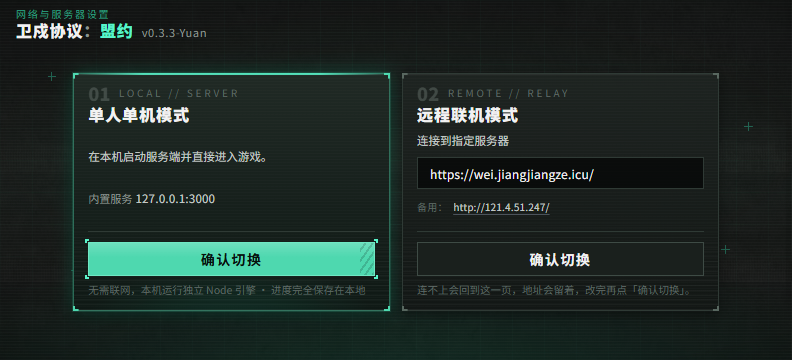 网络与服务器设置
卫戍协议：盟约 v0.3.3-Yuan
01 LOCAL // SERVER
单人单机模式
在本机启动服务端并直接进入游戏。
内置服务 127.0.0.1:3000
确认切换
无需联网，本机运行独立 Node 引擎 · 进度完全保存在本地
02 REMOTE // RELAY
远程联机模式
连接到指定服务器
https://wei.jiangjiangze.icu/
备用： http://121.4.51.247/
确认切换
连不上会回到这一页，地址会留着，改完再点「确认切换」。